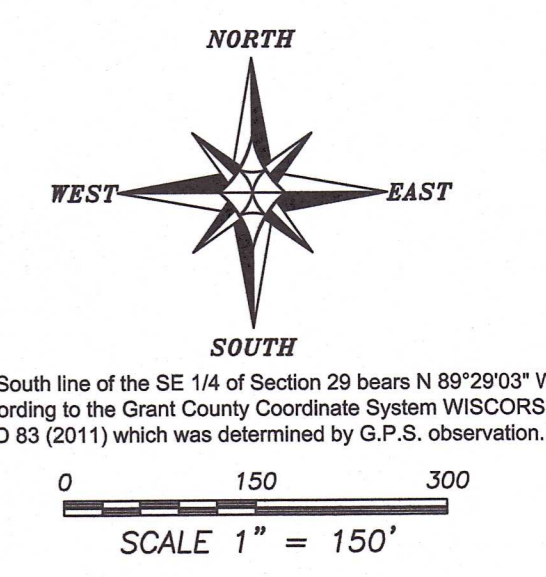 NORTH
WEST EAST
SOUTH
South line of the SE 1/4 of Section 29 bears N 89°29'03" W
ording to the Grant County Coordinate System WISCORS
83 (2011) which was determined by G.P.S. observation.
0 150 300
SCALE 1" = 150'